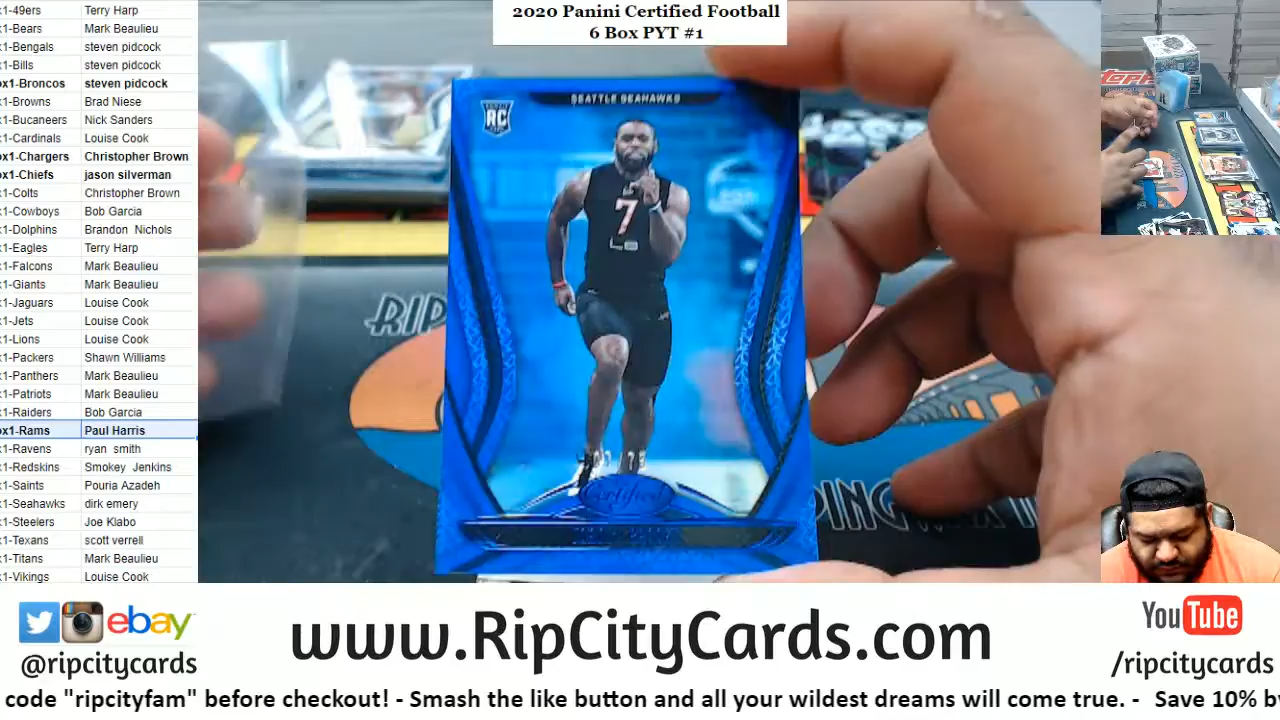 2020 Panini Certified Football
6 Box PYT #1
x1-49ers Terry Harp
x1-Bears Mark Beaulieu
x1-Bengals steven pidcock
x1-Bills steven pidcock
ox1-Broncos steven pidcock
x1-Browns Brad Niese
x1-Bucaneers Nick Sanders
x1-Cardinals Louise Cook
ox1-Chargers Christopher Brown
ox1-Chiefs jason silverman
x1-Colts Christopher Brown
x1-Cowboys Bob Garcia
x1-Dolphins Brandon Nichols
x1-Eagles Terry Harp
x1-Falcons Mark Beaulieu
x1-Giants Mark Beaulieu
x1-Jaguars Louise Cook
x1-Jets Louise Cook
x1-Lions Louise Cook
x1-Packers Shawn Williams
x1-Panthers Mark Beaulieu
x1-Patriots Mark Beaulieu
x1-Raiders Bob Garcia
ox1-Rams Paul Harris
x1-Ravens ryan smith
x1-Redskins Smokey Jenkins
x1-Saints Pouria Azadeh
x1-Seahawks dirk emery
x1-Steelers Joe Klabo
x1-Texans scott verrell
x1-Titans Mark Beaulieu
x1-Vikings Louise Cook
SEATTLE SEAHAWKS
RC
7
LB
Certified
RIP
ebay
@ripcitycards
www.RipCityCards.com
YouTube
/ripcitycards
code "ripcityfam" before checkout! - Smash the like button and all your wildest dreams will come true. - Save 10% by